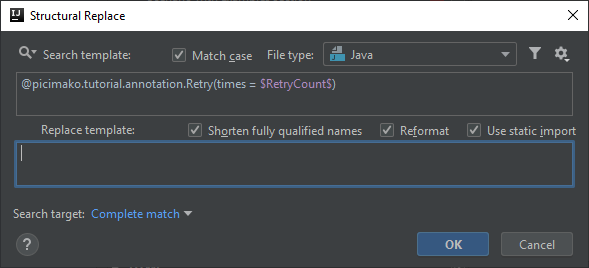 Structural Replace
Search template: Match case File type: Java
@picimako.tutorial.annotation.Retry(times = $RetryCount$)
Replace template: Shorten fully qualified names Reformat Use static import
Search target: Complete match
? OK Cancel